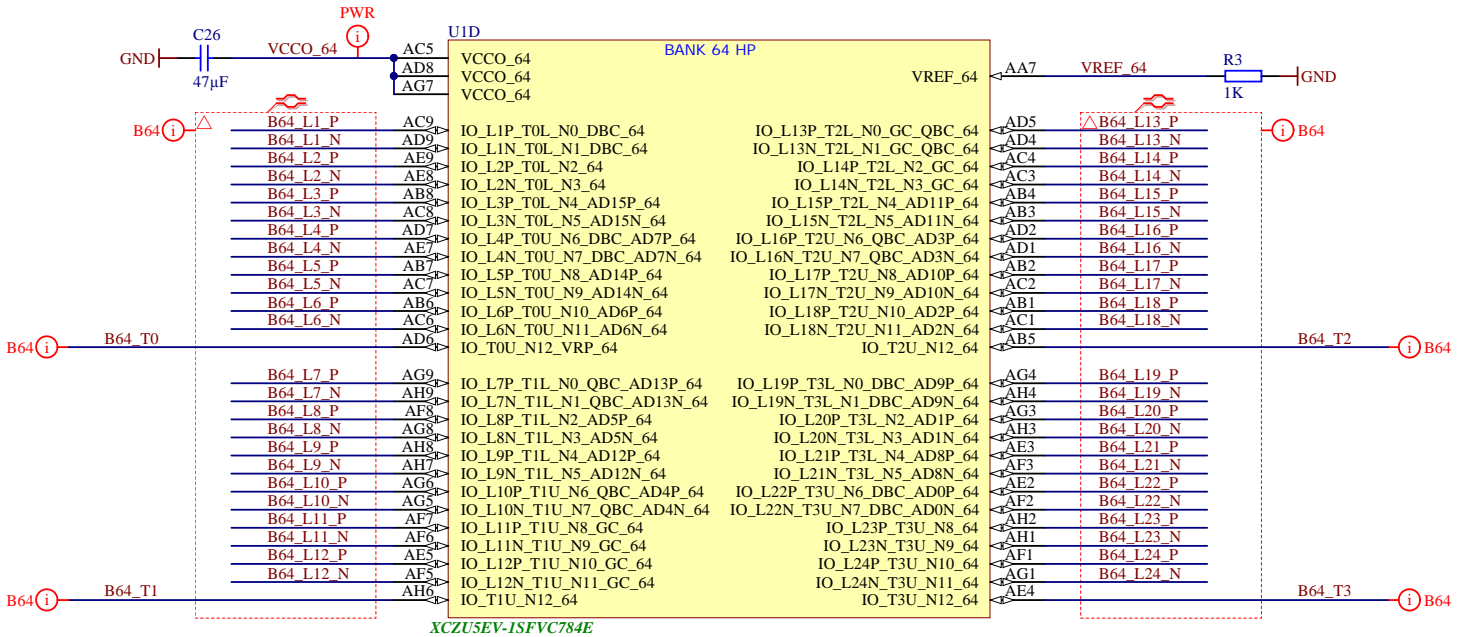 PWR
C26
VCCO_64
GND
47µF
U1D
BANK 64 HP
AC5 VCCO_64
AD8 VCCO_64
AG7 VCCO_64
VREF_64 AA7 VREF_64
R3
1K
GND
B64 i
i B64
B64_L1_P AC9 IO_L1P_T0L_N0_DBC_64 IO_L13P_T2L_N0_GC_QBC_64 AD5 B64_L13_P
B64_L1_N AD9 IO_L1N_T0L_N1_DBC_64 IO_L13N_T2L_N1_GC_QBC_64 AD4 B64_L13_N
B64_L2_P AE9 IO_L2P_T0L_N2_64 IO_L14P_T2L_N2_GC_64 AC4 B64_L14_P
B64_L2_N AE8 IO_L2N_T0L_N3_64 IO_L14N_T2L_N3_GC_64 AC3 B64_L14_N
B64_L3_P AB8 IO_L3P_T0L_N4_AD15P_64 IO_L15P_T2L_N4_AD11P_64 AB4 B64_L15_P
B64_L3_N AC8 IO_L3N_T0L_N5_AD15N_64 IO_L15N_T2L_N5_AD11N_64 AB3 B64_L15_N
B64_L4_P AD7 IO_L4P_T0U_N6_DBC_AD7P_64 IO_L16P_T2U_N6_QBC_AD3P_64 AD2 B64_L16_P
B64_L4_N AE7 IO_L4N_T0U_N7_DBC_AD7N_64 IO_L16N_T2U_N7_QBC_AD3N_64 AD1 B64_L16_N
B64_L5_P AB7 IO_L5P_T0U_N8_AD14P_64 IO_L17P_T2U_N8_AD10P_64 AB2 B64_L17_P
B64_L5_N AC7 IO_L5N_T0U_N9_AD14N_64 IO_L17N_T2U_N9_AD10N_64 AC2 B64_L17_N
B64_L6_P AB6 IO_L6P_T0U_N10_AD6P_64 IO_L18P_T2U_N10_AD2P_64 AB1 B64_L18_P
B64_L6_N AC6 IO_L6N_T0U_N11_AD6N_64 IO_L18N_T2U_N11_AD2N_64 AC1 B64_L18_N
B64 i B64_T0 AD6 IO_T0U_N12_VRP_64 IO_T2U_N12_64 AB5 B64_T2 i B64
B64_L7_P AG9 IO_L7P_T1L_N0_QBC_AD13P_64 IO_L19P_T3L_N0_DBC_AD9P_64 AG4 B64_L19_P
B64_L7_N AH9 IO_L7N_T1L_N1_QBC_AD13N_64 IO_L19N_T3L_N1_DBC_AD9N_64 AH4 B64_L19_N
B64_L8_P AF8 IO_L8P_T1L_N2_AD5P_64 IO_L20P_T3L_N2_AD1P_64 AG3 B64_L20_P
B64_L8_N AG8 IO_L8N_T1L_N3_AD5N_64 IO_L20N_T3L_N3_AD1N_64 AH3 B64_L20_N
B64_L9_P AH8 IO_L9P_T1L_N4_AD12P_64 IO_L21P_T3L_N4_AD8P_64 AE3 B64_L21_P
B64_L9_N AH7 IO_L9N_T1L_N5_AD12N_64 IO_L21N_T3L_N5_AD8N_64 AF3 B64_L21_N
B64_L10_P AG6 IO_L10P_T1U_N6_QBC_AD4P_64 IO_L22P_T3U_N6_DBC_AD0P_64 AE2 B64_L22_P
B64_L10_N AG5 IO_L10N_T1U_N7_QBC_AD4N_64 IO_L22N_T3U_N7_DBC_AD0N_64 AF2 B64_L22_N
B64_L11_P AF7 IO_L11P_T1U_N8_GC_64 IO_L23P_T3U_N8_64 AH2 B64_L23_P
B64_L11_N AF6 IO_L11N_T1U_N9_GC_64 IO_L23N_T3U_N9_64 AH1 B64_L23_N
B64_L12_P AE5 IO_L12P_T1U_N10_GC_64 IO_L24P_T3U_N10_64 AF1 B64_L24_P
B64_L12_N AF5 IO_L12N_T1U_N11_GC_64 IO_L24N_T3U_N11_64 AG1 B64_L24_N
B64 i B64_T1 AH6 IO_T1U_N12_64 IO_T3U_N12_64 AE4 B64_T3 i B64
XCZU5EV-1SFVC784E